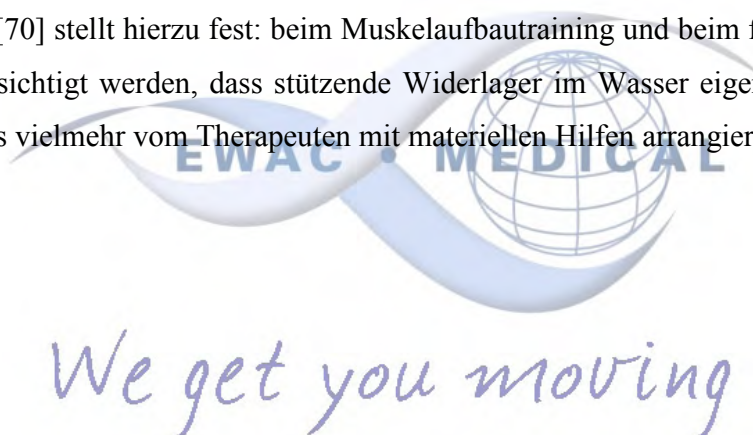 [70] stellt hierzu fest: beim Muskelaufbautraining und beim f
sichtigt werden, dass stützende Widerlager im Wasser eigen
s vielmehr vom Therapeuten mit materiellen Hilfen arrangier
EWAC • MEDICAL
We get you moving